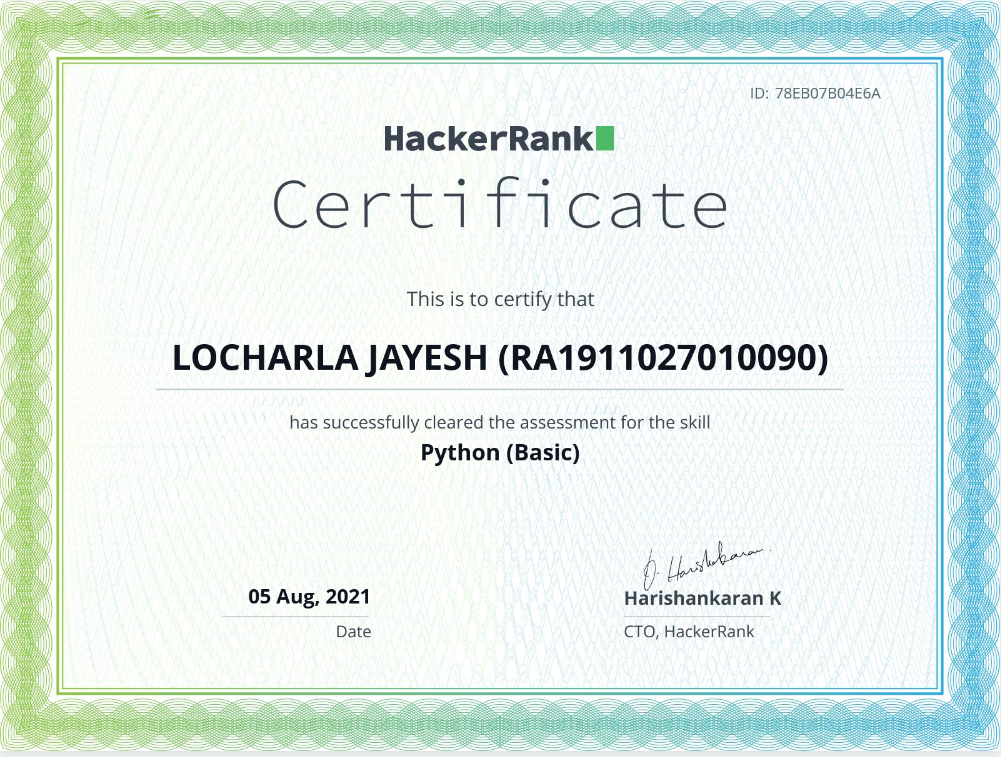 ID: 78EB07B04E6A
HackerRank
Certificate
This is to certify that
LOCHARLA JAYESH (RA1911027010090)
has successfully cleared the assessment for the skill
Python (Basic)
05 Aug, 2021
Date
O. Harishankaran.
Harishankaran K
CTO, HackerRank